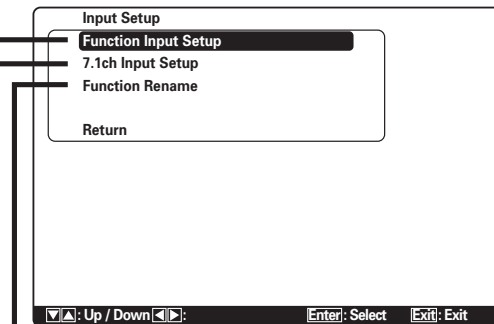 Input Setup
Function Input Setup
7.1ch Input Setup
Function Rename
Return
▼▲: Up / Down◀▶: Enter: Select Exit: Exit